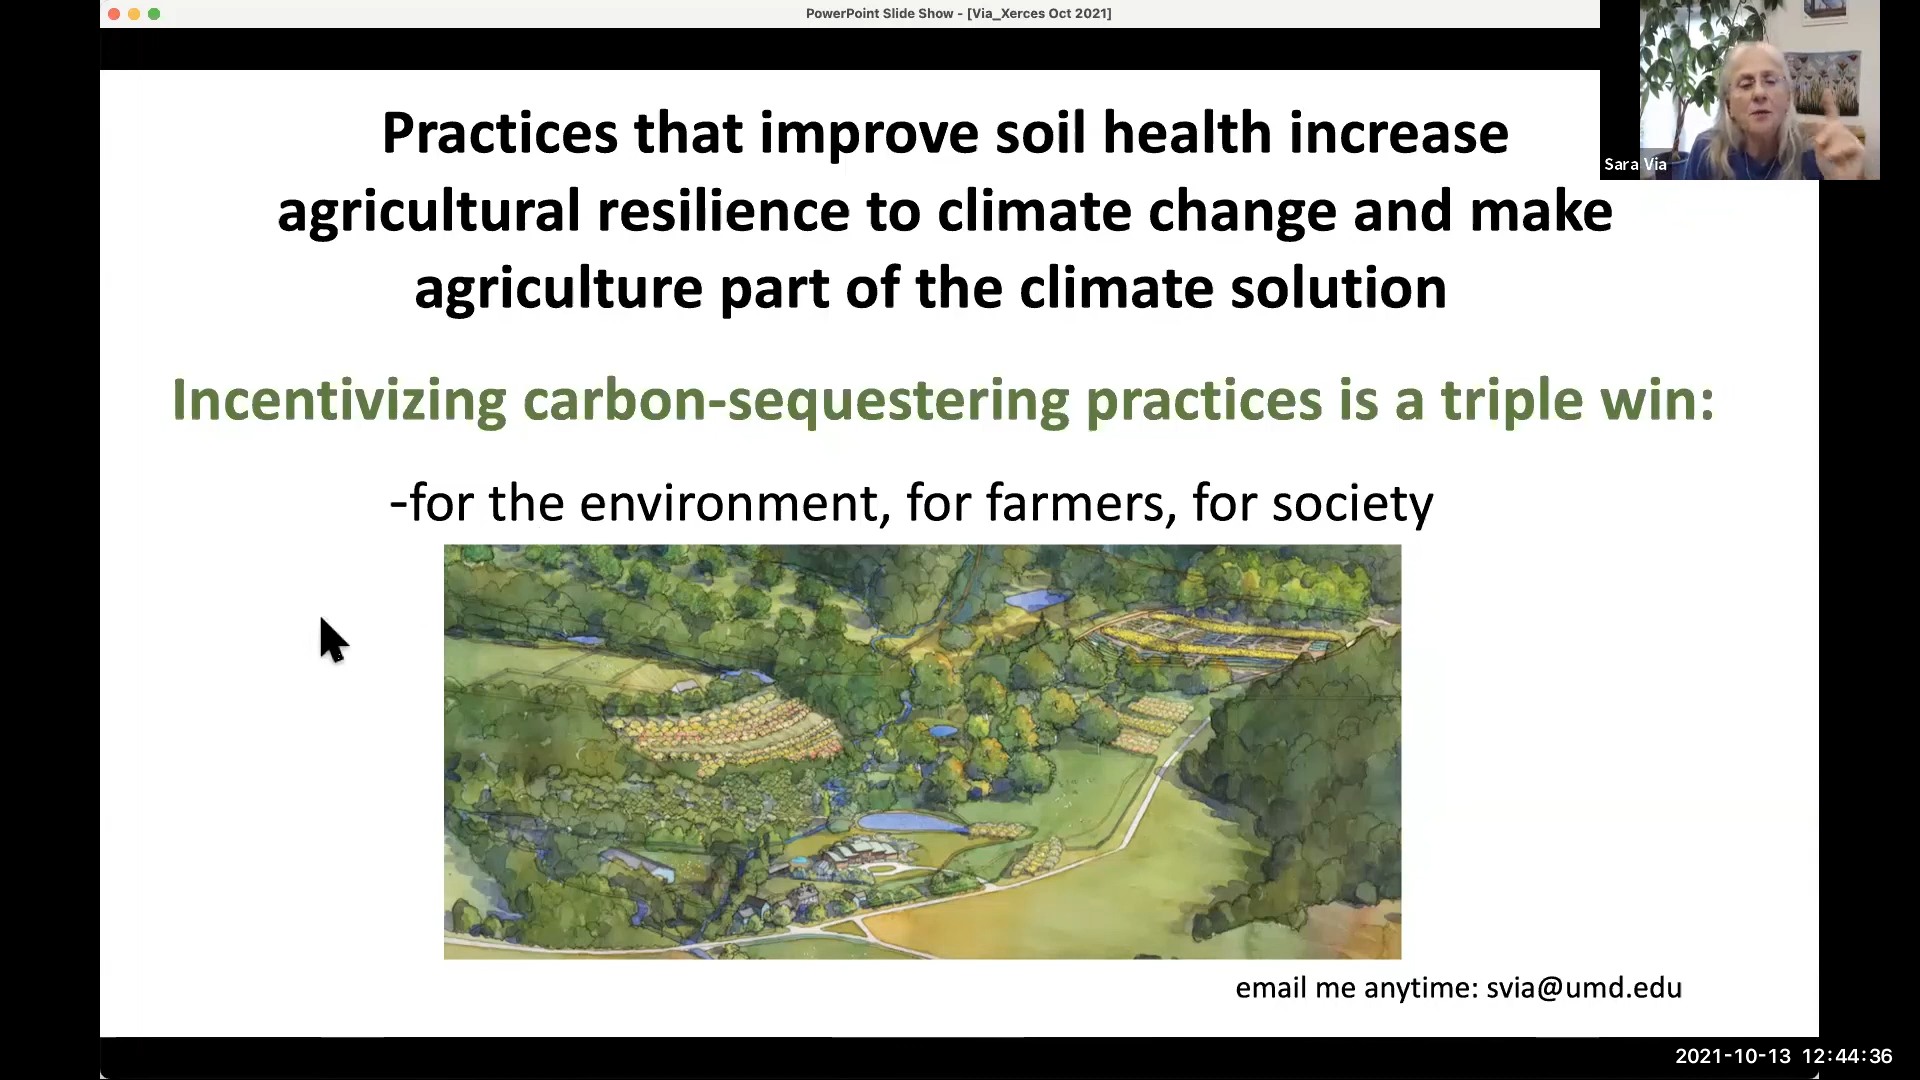 PowerPoint Slide Show - [Via_Xerces Oct 2021]
Sara Via
Practices that improve soil health increase
agricultural resilience to climate change and make
agriculture part of the climate solution
Incentivizing carbon-sequestering practices is a triple win:
-for the environment, for farmers, for society
email me anytime: svia@umd.edu
2021-10-13 12:44:36